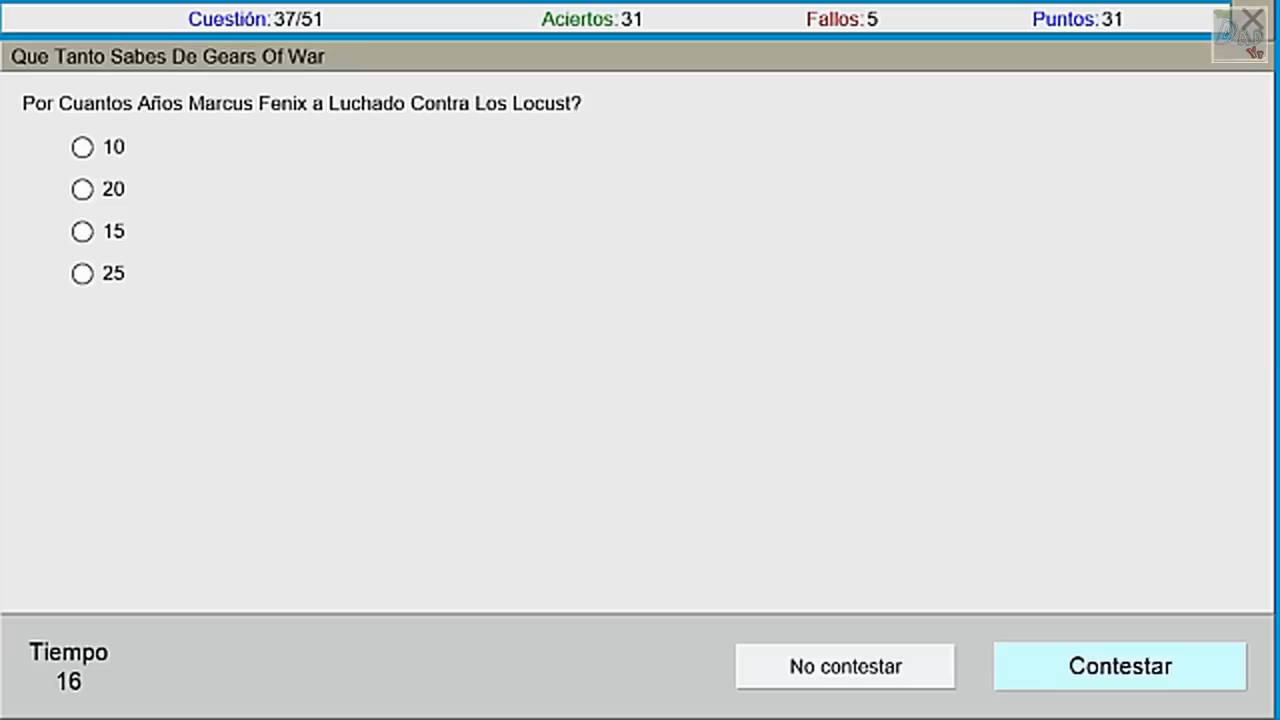 Cuestión: 37/51 Aciertos: 31 Fallos: 5 Puntos: 31
Que Tanto Sabes De Gears Of War
Por Cuantos Años Marcus Fenix a Luchado Contra Los Locust?
10
20
15
25
Tiempo
16
No contestar
Contestar